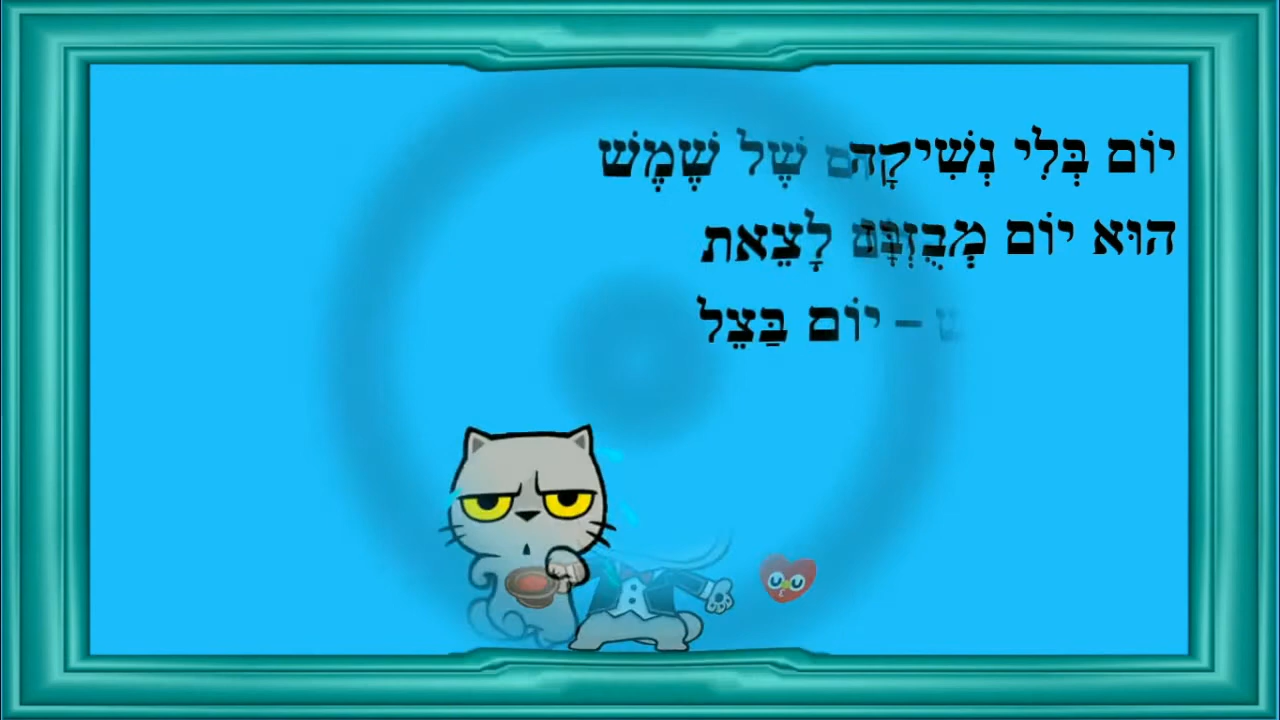 יוֹם בְּלִי נְשִׁיקָה שֶׁל שֶׁמֶשׁ
הוּא יוֹם לָצֵאת
– יוֹם בַּצֵל